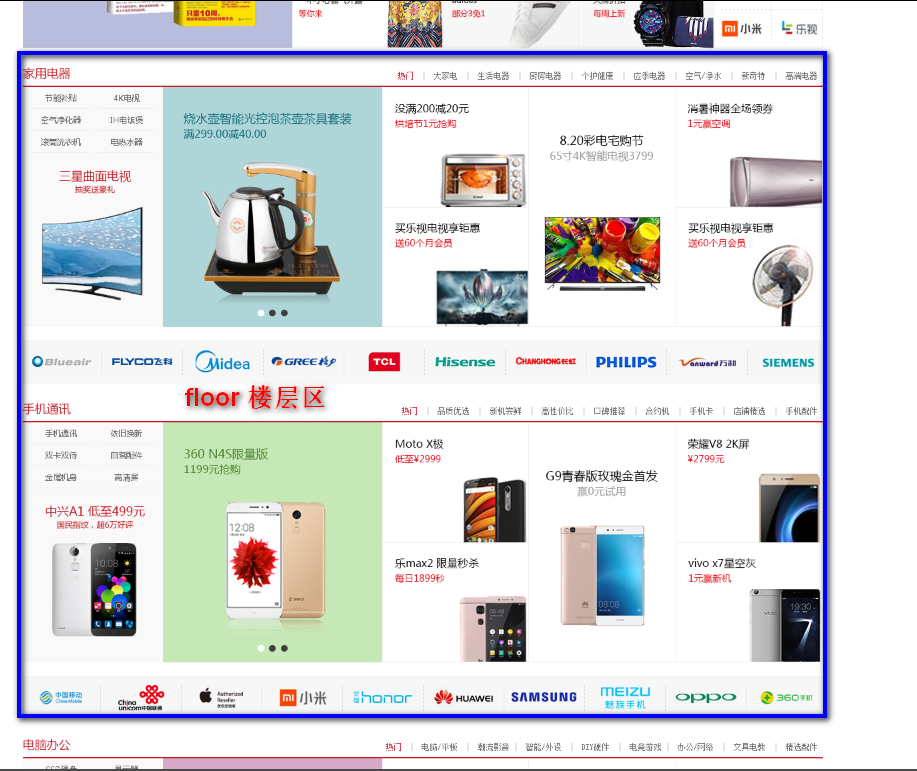 只需10周,
等你来
部分3免1
每周上新
小米
乐视
家用电器
热门 大家电 生活电器 厨房电器 个护健康 应季电器 空气/净水 新奇特 高端电器
节能补贴 4K电视
空气净化器 IH电饭煲
滚筒洗衣机 电热水器
三星曲面电视
抽奖送豪礼
烧水壶智能光控泡茶壶茶具套装
满299.00减40.00
没满200减20元
烘培节1元抢购
8.20彩电宅购节
65寸4K智能电视3799
消暑神器全场领券
1元赢空调
买乐视电视享钜惠
送60个月会员
买乐视电视享钜惠
送60个月会员
Blueair FLYCO飞科 Midea GREE格力 TCL Hisense CHANGHONG长虹 PHILIPS Vanward万和 SIEMENS
floor 楼层区
手机通讯
热门 品质优选 新机尝鲜 高性价比 口碑推荐 合约机 手机卡 店铺精选 手机配件
手机通讯 依旧换新
双卡双待 自营配件
金属机身 高清屏
中兴A1 低至499元
国民指纹，超6万好评
360 N4S限量版
1199元抢购
Moto X极
低至¥2999
G9青春版玫瑰金首发
赢0元试用
荣耀V8 2K屏
¥2799元
乐max2 限量秒杀
每日1899秒
vivo x7星空灰
1元赢新机
中国移动 China Mobile
China unicom中国联通
Authorized Reseller
小米
荣耀 honor
HUAWEI
SAMSUNG
MEIZU 魅族手机
OPPO
360手机
电脑办公
热门 电脑/平板 潮流影音 智能/外设 DIY硬件 电竞游戏 办公/网络 文具电教 精选配件